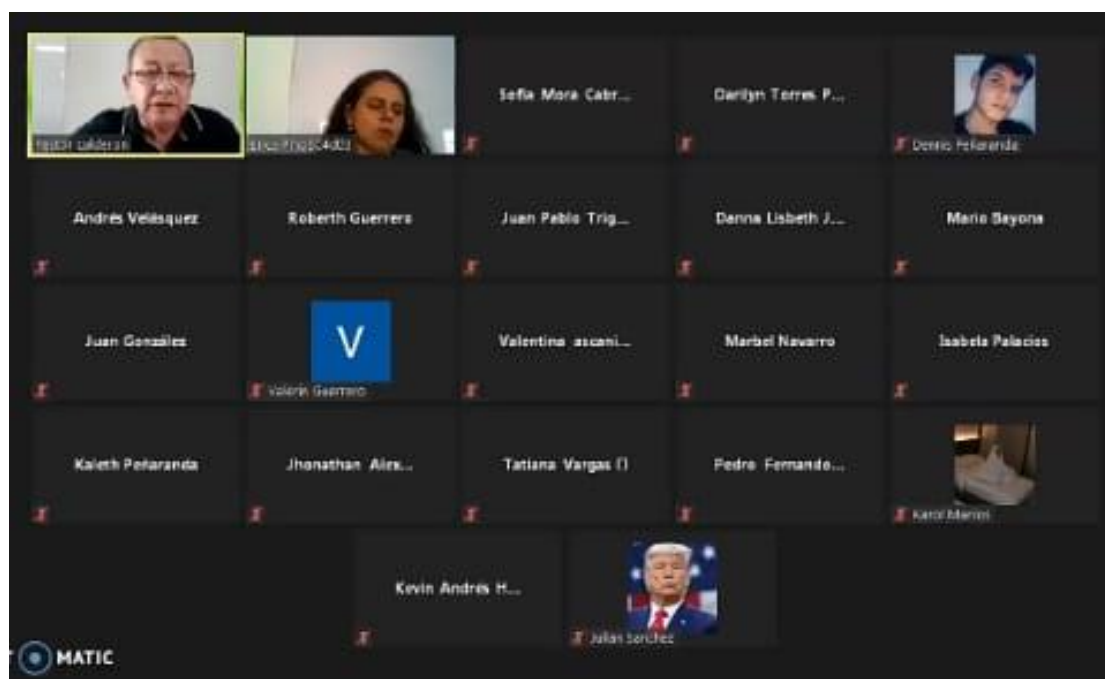 Sofia Mora Cabr...
Darilyn Torres P...
Dennis Peñaranda
Andrés Velásquez
Roberth Guerrero
Juan Pablo Trig...
Danna Lisbeth J...
Mario Bayona
Juan González
V
Valerin Guerrero
Valentina ascani...
Marbel Navarro
Isabela Palacios
Kaleth Peñaranda
Jhonathan Alex...
Tatiana Vargas ()
Pedro Fernando...
Karol
Kevin Andrés H...
Julian Sanchez
MATIC